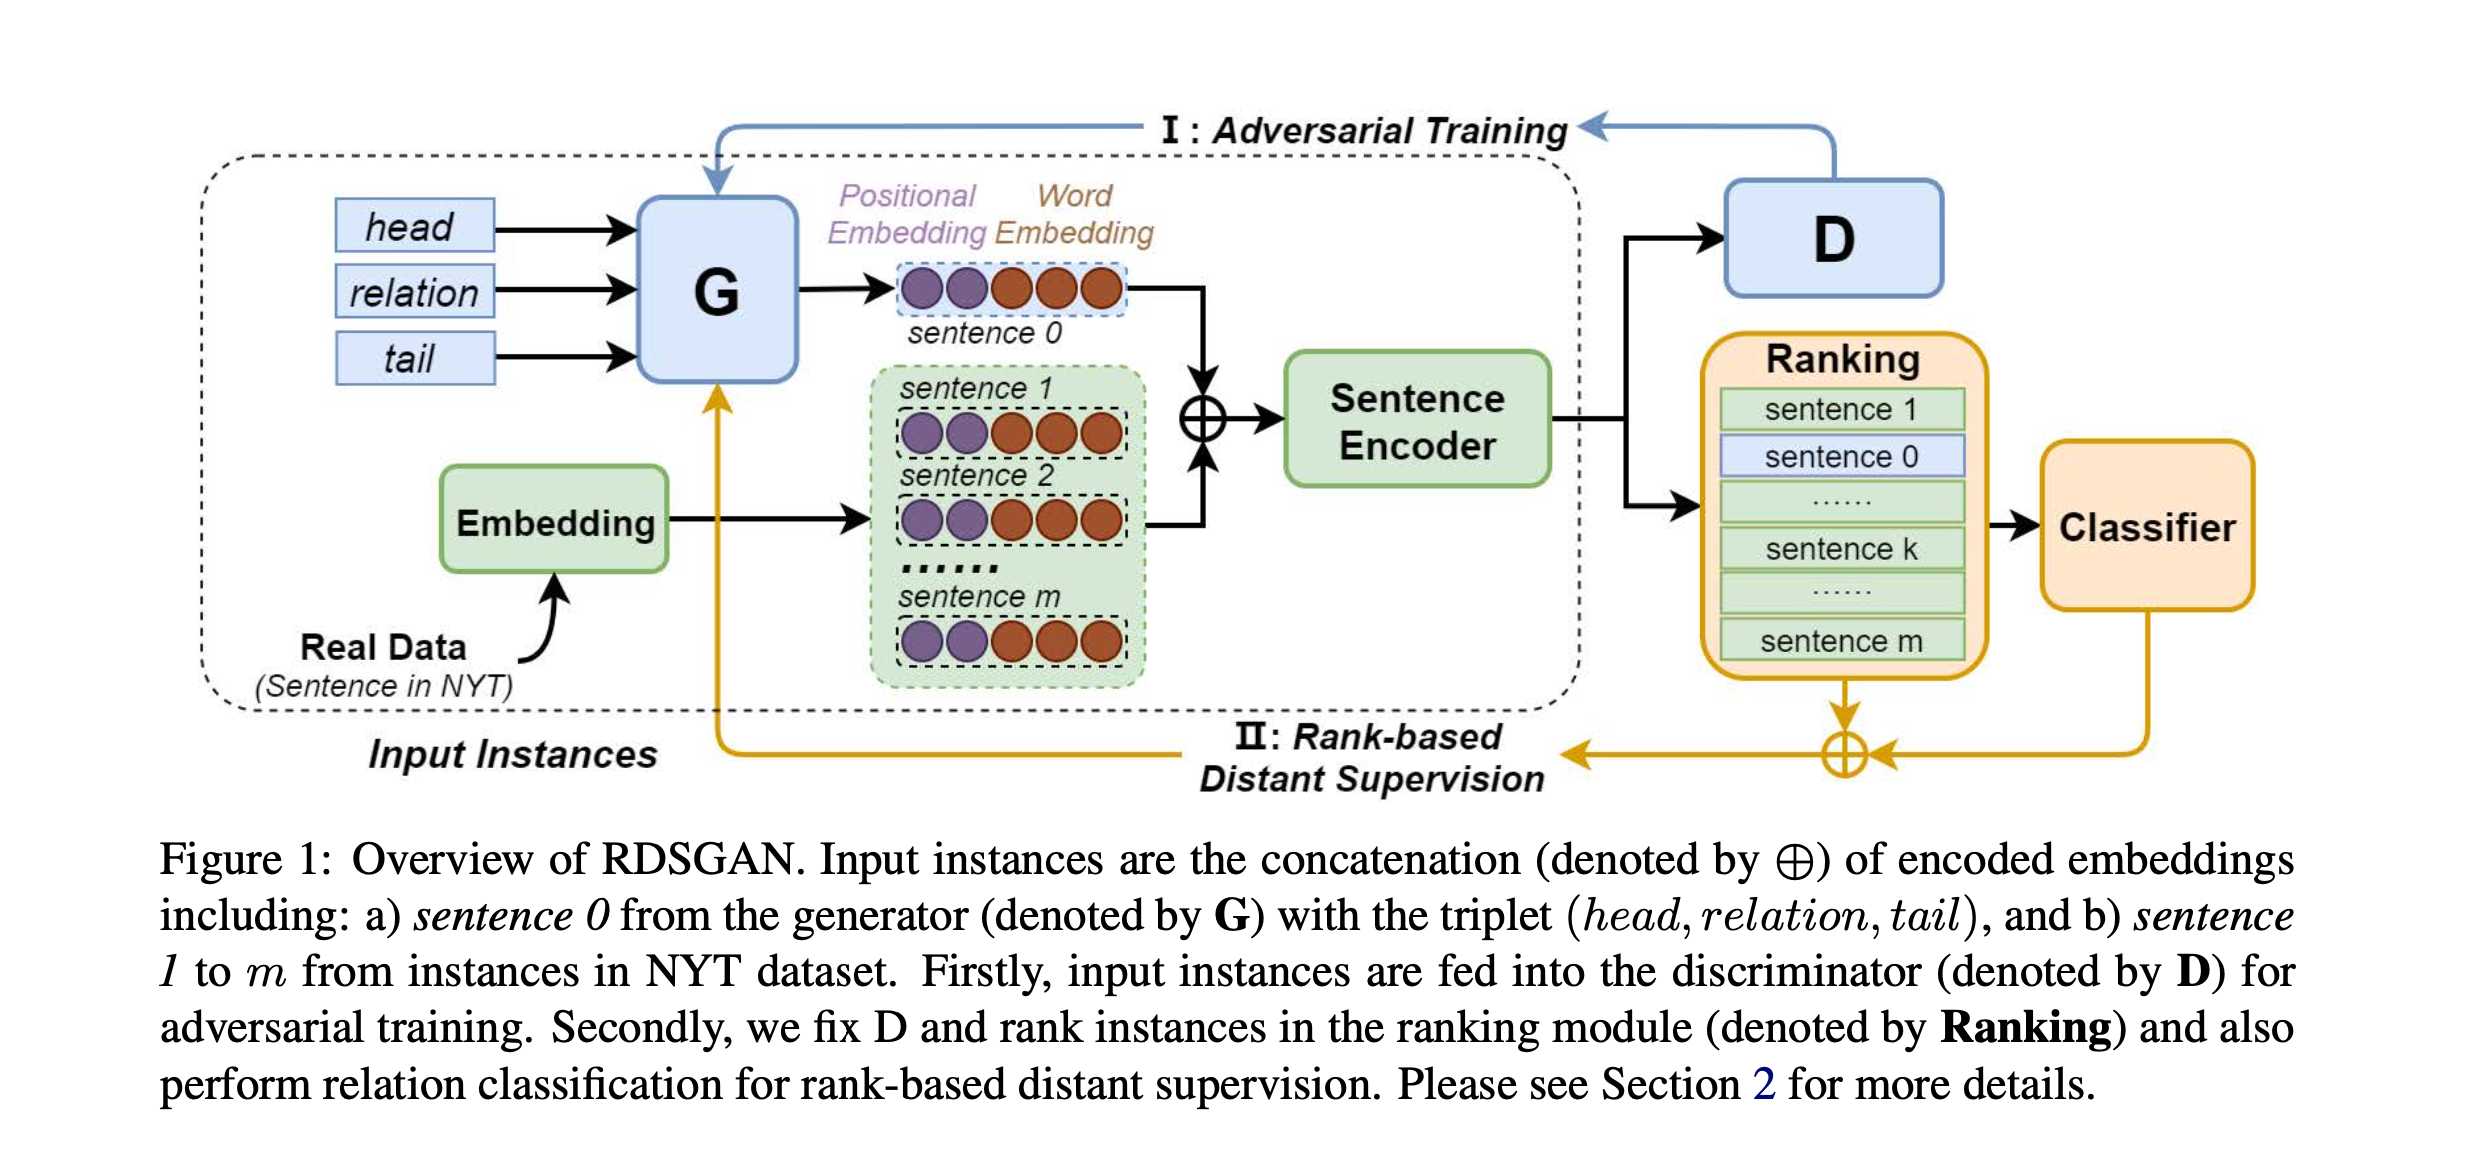 I : Adversarial Training
head
relation
tail
G
Positional Embedding
Word Embedding
sentence 0
sentence 1
sentence 2
......
sentence m
Embedding
Real Data
(Sentence in NYT)
Input Instances
Sentence Encoder
D
Ranking
sentence 1
sentence 0
......
sentence k
......
sentence m
Classifier
II: Rank-based
Distant Supervision
Figure 1: Overview of RDSGAN. Input instances are the concatenation (denoted by ⊕) of encoded embeddings
including: a) sentence 0 from the generator (denoted by G) with the triplet (head, relation, tail), and b) sentence
1 to m from instances in NYT dataset. Firstly, input instances are fed into the discriminator (denoted by D) for
adversarial training. Secondly, we fix D and rank instances in the ranking module (denoted by Ranking) and also
perform relation classification for rank-based distant supervision. Please see Section 2 for more details.